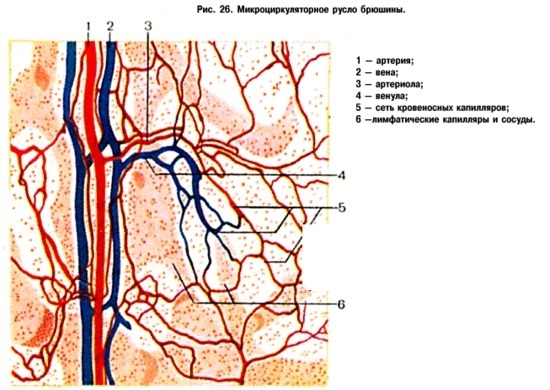 Рис. 26. Микроциркуляторное русло брюшины.
1 2 3
1 — артерия;
2 — вена;
3 — артериола;
4 — венула;
5 — сеть кровеносных капилляров;
6 —лимфатические капилляры и сосуды.
4
5
6